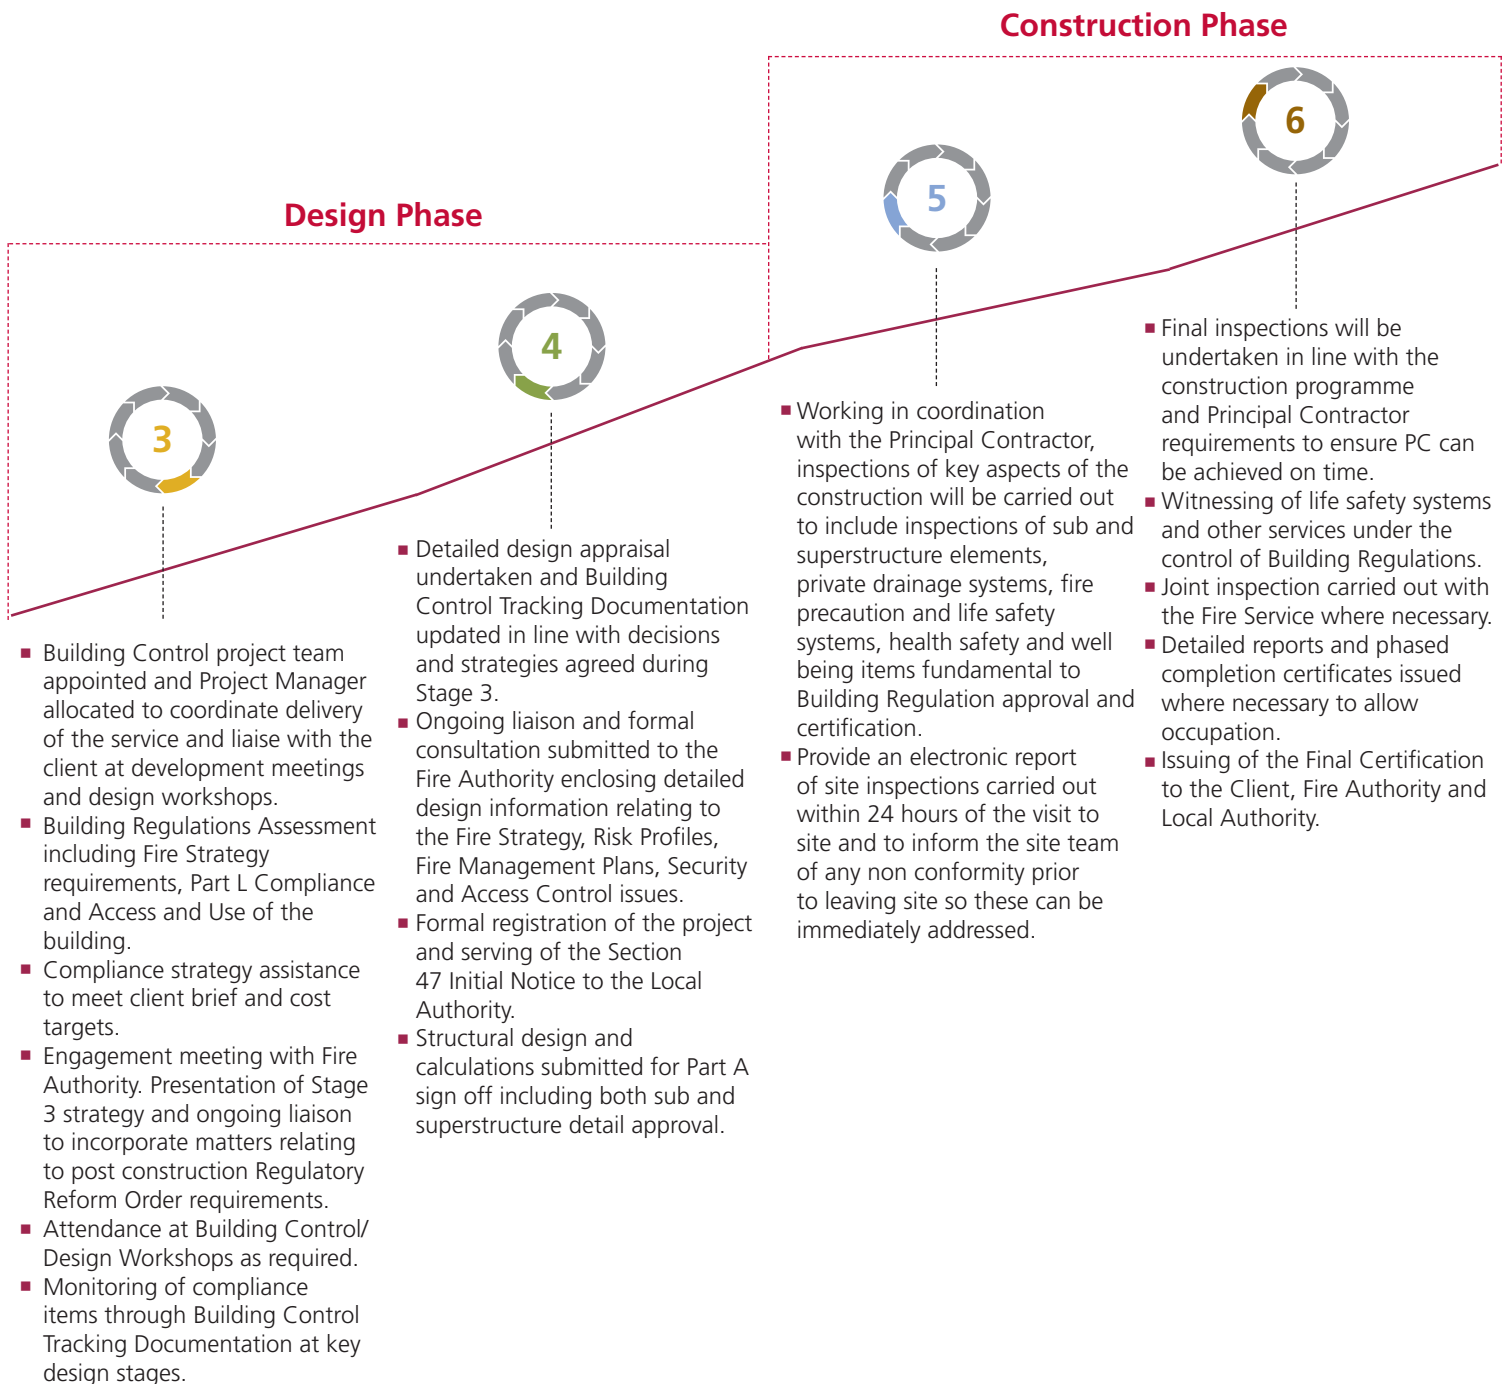 Construction Phase
6
5
Design Phase
4
3
■ Building Control project team
appointed and Project Manager
allocated to coordinate delivery
of the service and liaise with the
client at development meetings
and design workshops.
■ Building Regulations Assessment
including Fire Strategy
requirements, Part L Compliance
and Access and Use of the
building.
■ Compliance strategy assistance
to meet client brief and cost
targets.
■ Engagement meeting with Fire
Authority. Presentation of Stage
3 strategy and ongoing liaison
to incorporate matters relating
to post construction Regulatory
Reform Order requirements.
■ Attendance at Building Control/
Design Workshops as required.
■ Monitoring of compliance
items through Building Control
Tracking Documentation at key
design stages.
■ Detailed design appraisal
undertaken and Building
Control Tracking Documentation
updated in line with decisions
and strategies agreed during
Stage 3.
■ Ongoing liaison and formal
consultation submitted to the
Fire Authority enclosing detailed
design information relating to
the Fire Strategy, Risk Profiles,
Fire Management Plans, Security
and Access Control issues.
■ Formal registration of the project
and serving of the Section
47 Initial Notice to the Local
Authority.
■ Structural design and
calculations submitted for Part A
sign off including both sub and
superstructure detail approval.
■ Working in coordination
with the Principal Contractor,
inspections of key aspects of the
construction will be carried out
to include inspections of sub and
superstructure elements,
private drainage systems, fire
precaution and life safety
systems, health safety and well
being items fundamental to
Building Regulation approval and
certification.
■ Provide an electronic report
of site inspections carried out
within 24 hours of the visit to
site and to inform the site team
of any non conformity prior
to leaving site so these can be
immediately addressed.
■ Final inspections will be
undertaken in line with the
construction programme
and Principal Contractor
requirements to ensure PC can
be achieved on time.
■ Witnessing of life safety systems
and other services under the
control of Building Regulations.
■ Joint inspection carried out with
the Fire Service where necessary.
■ Detailed reports and phased
completion certificates issued
where necessary to allow
occupation.
■ Issuing of the Final Certification
to the Client, Fire Authority and
Local Authority.